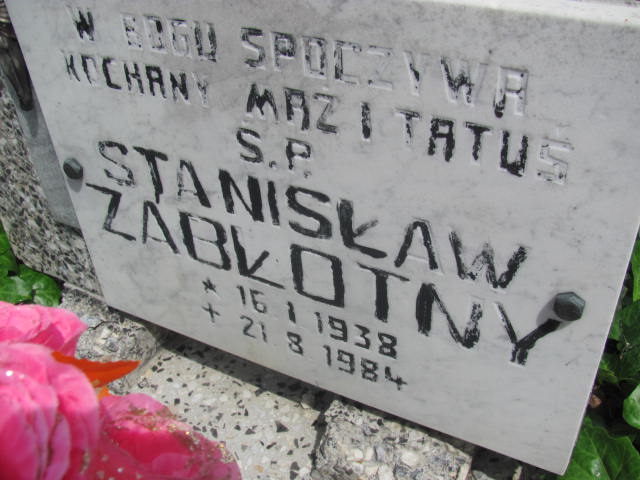 W BOGU SPOCZYWA
KOCHANY MĄŻ I TATUŚ
Ś.P.
STANISŁAW
ZABŁOTNY
* 16 1 1938
+ 21 8 1984